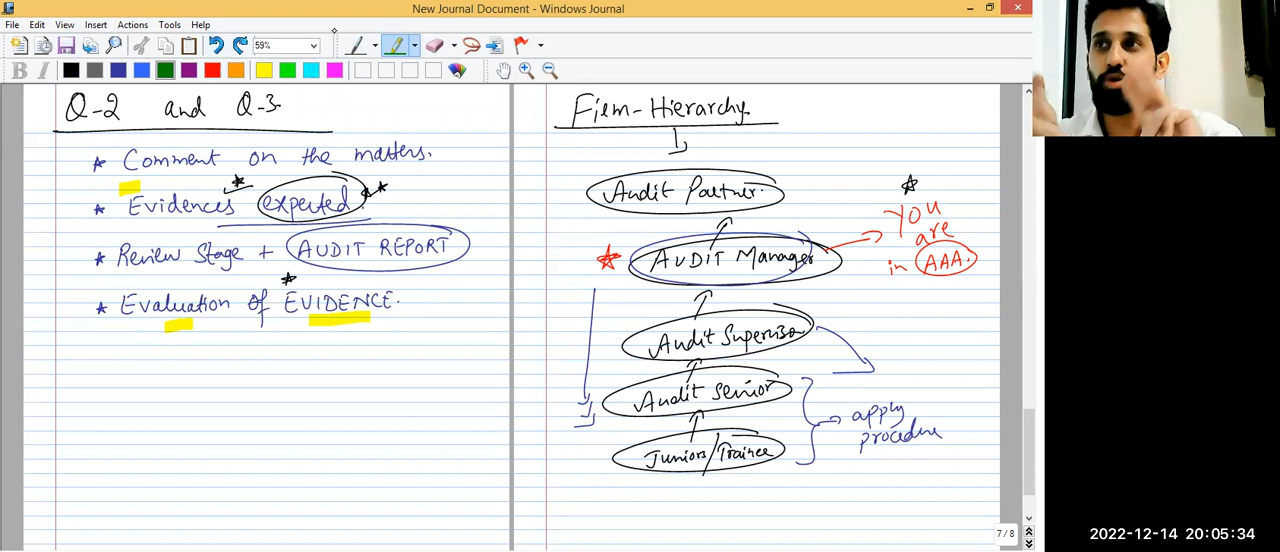 New Journal Document - Windows Journal
File Edit View Insert Actions Tools Help
59%
B I
Q-2 and Q-3.
Comment on the matters.
Evidences expected
Review Stage + AUDIT REPORT
Evaluation of EVIDENCE.
Fiem-Hierarchy.
Audit Partner.
AUDIT Manager
YOU
are
in AAA.
Audit Supervisor
Audit Senior
Juniors/Trainee
apply
procedure
7 / 8
2022-12-14 20:05:34